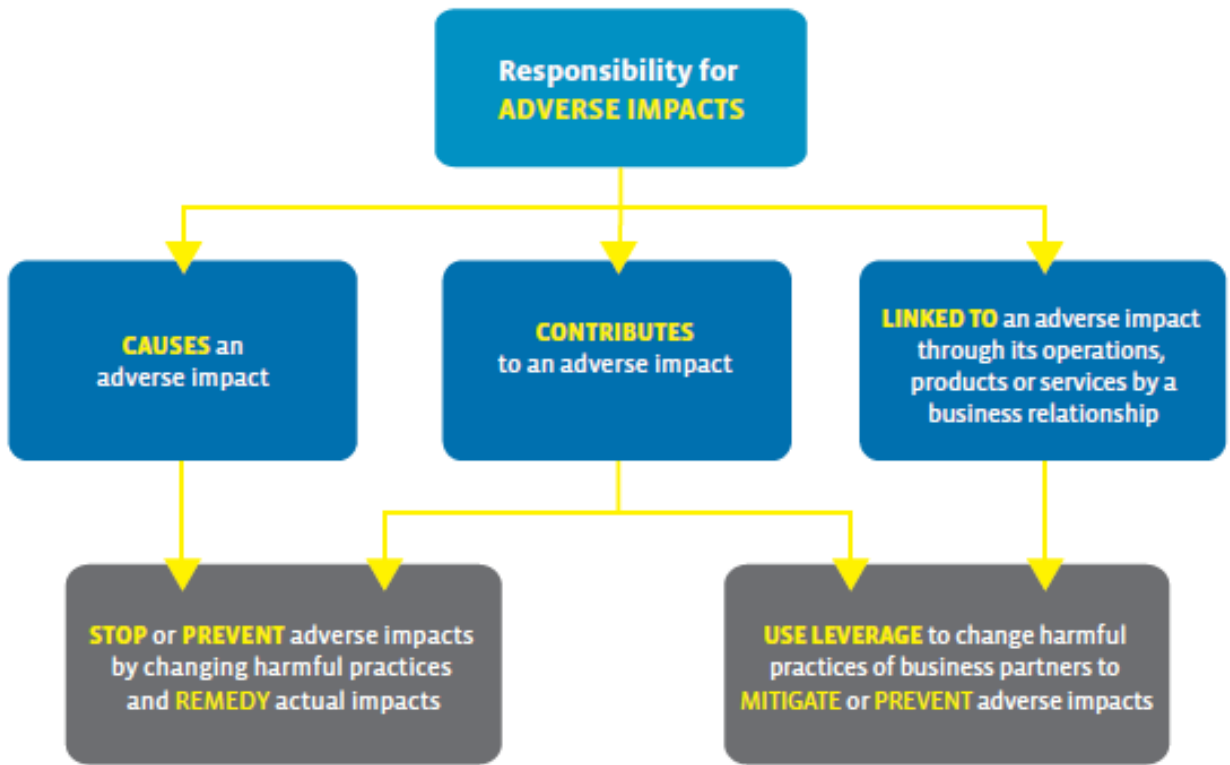 Responsibility for
ADVERSE IMPACTS
CAUSES an
adverse impact
CONTRIBUTES
to an adverse impact
LINKED TO an adverse impact
through its operations,
products or services by a
business relationship
STOP or PREVENT adverse impacts
by changing harmful practices
and REMEDY actual impacts
USE LEVERAGE to change harmful
practices of business partners to
MITIGATE or PREVENT adverse impacts